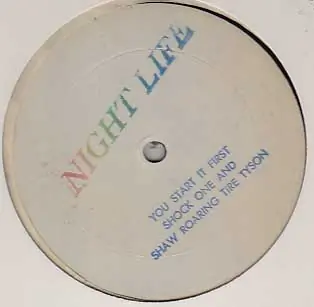 NIGHT LIFE
YOU START IT FIRST
SHOCK ONE AND
SHAW ROARING TIRE TYSON